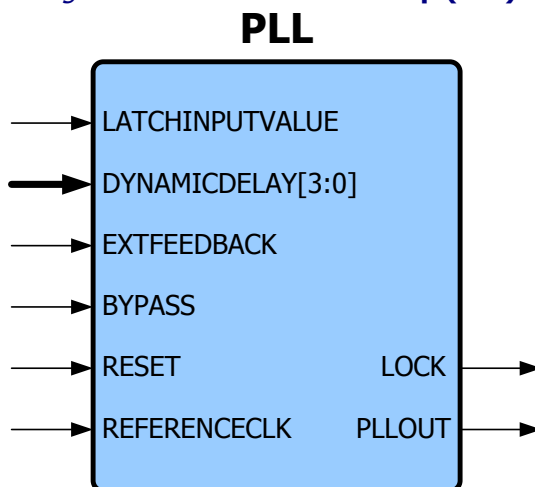 PLL
LATCHINPUTVALUE
DYNAMICDELAY[3:0]
EXTFEEDBACK
BYPASS
RESET LOCK
REFERENCECLK PLLOUT